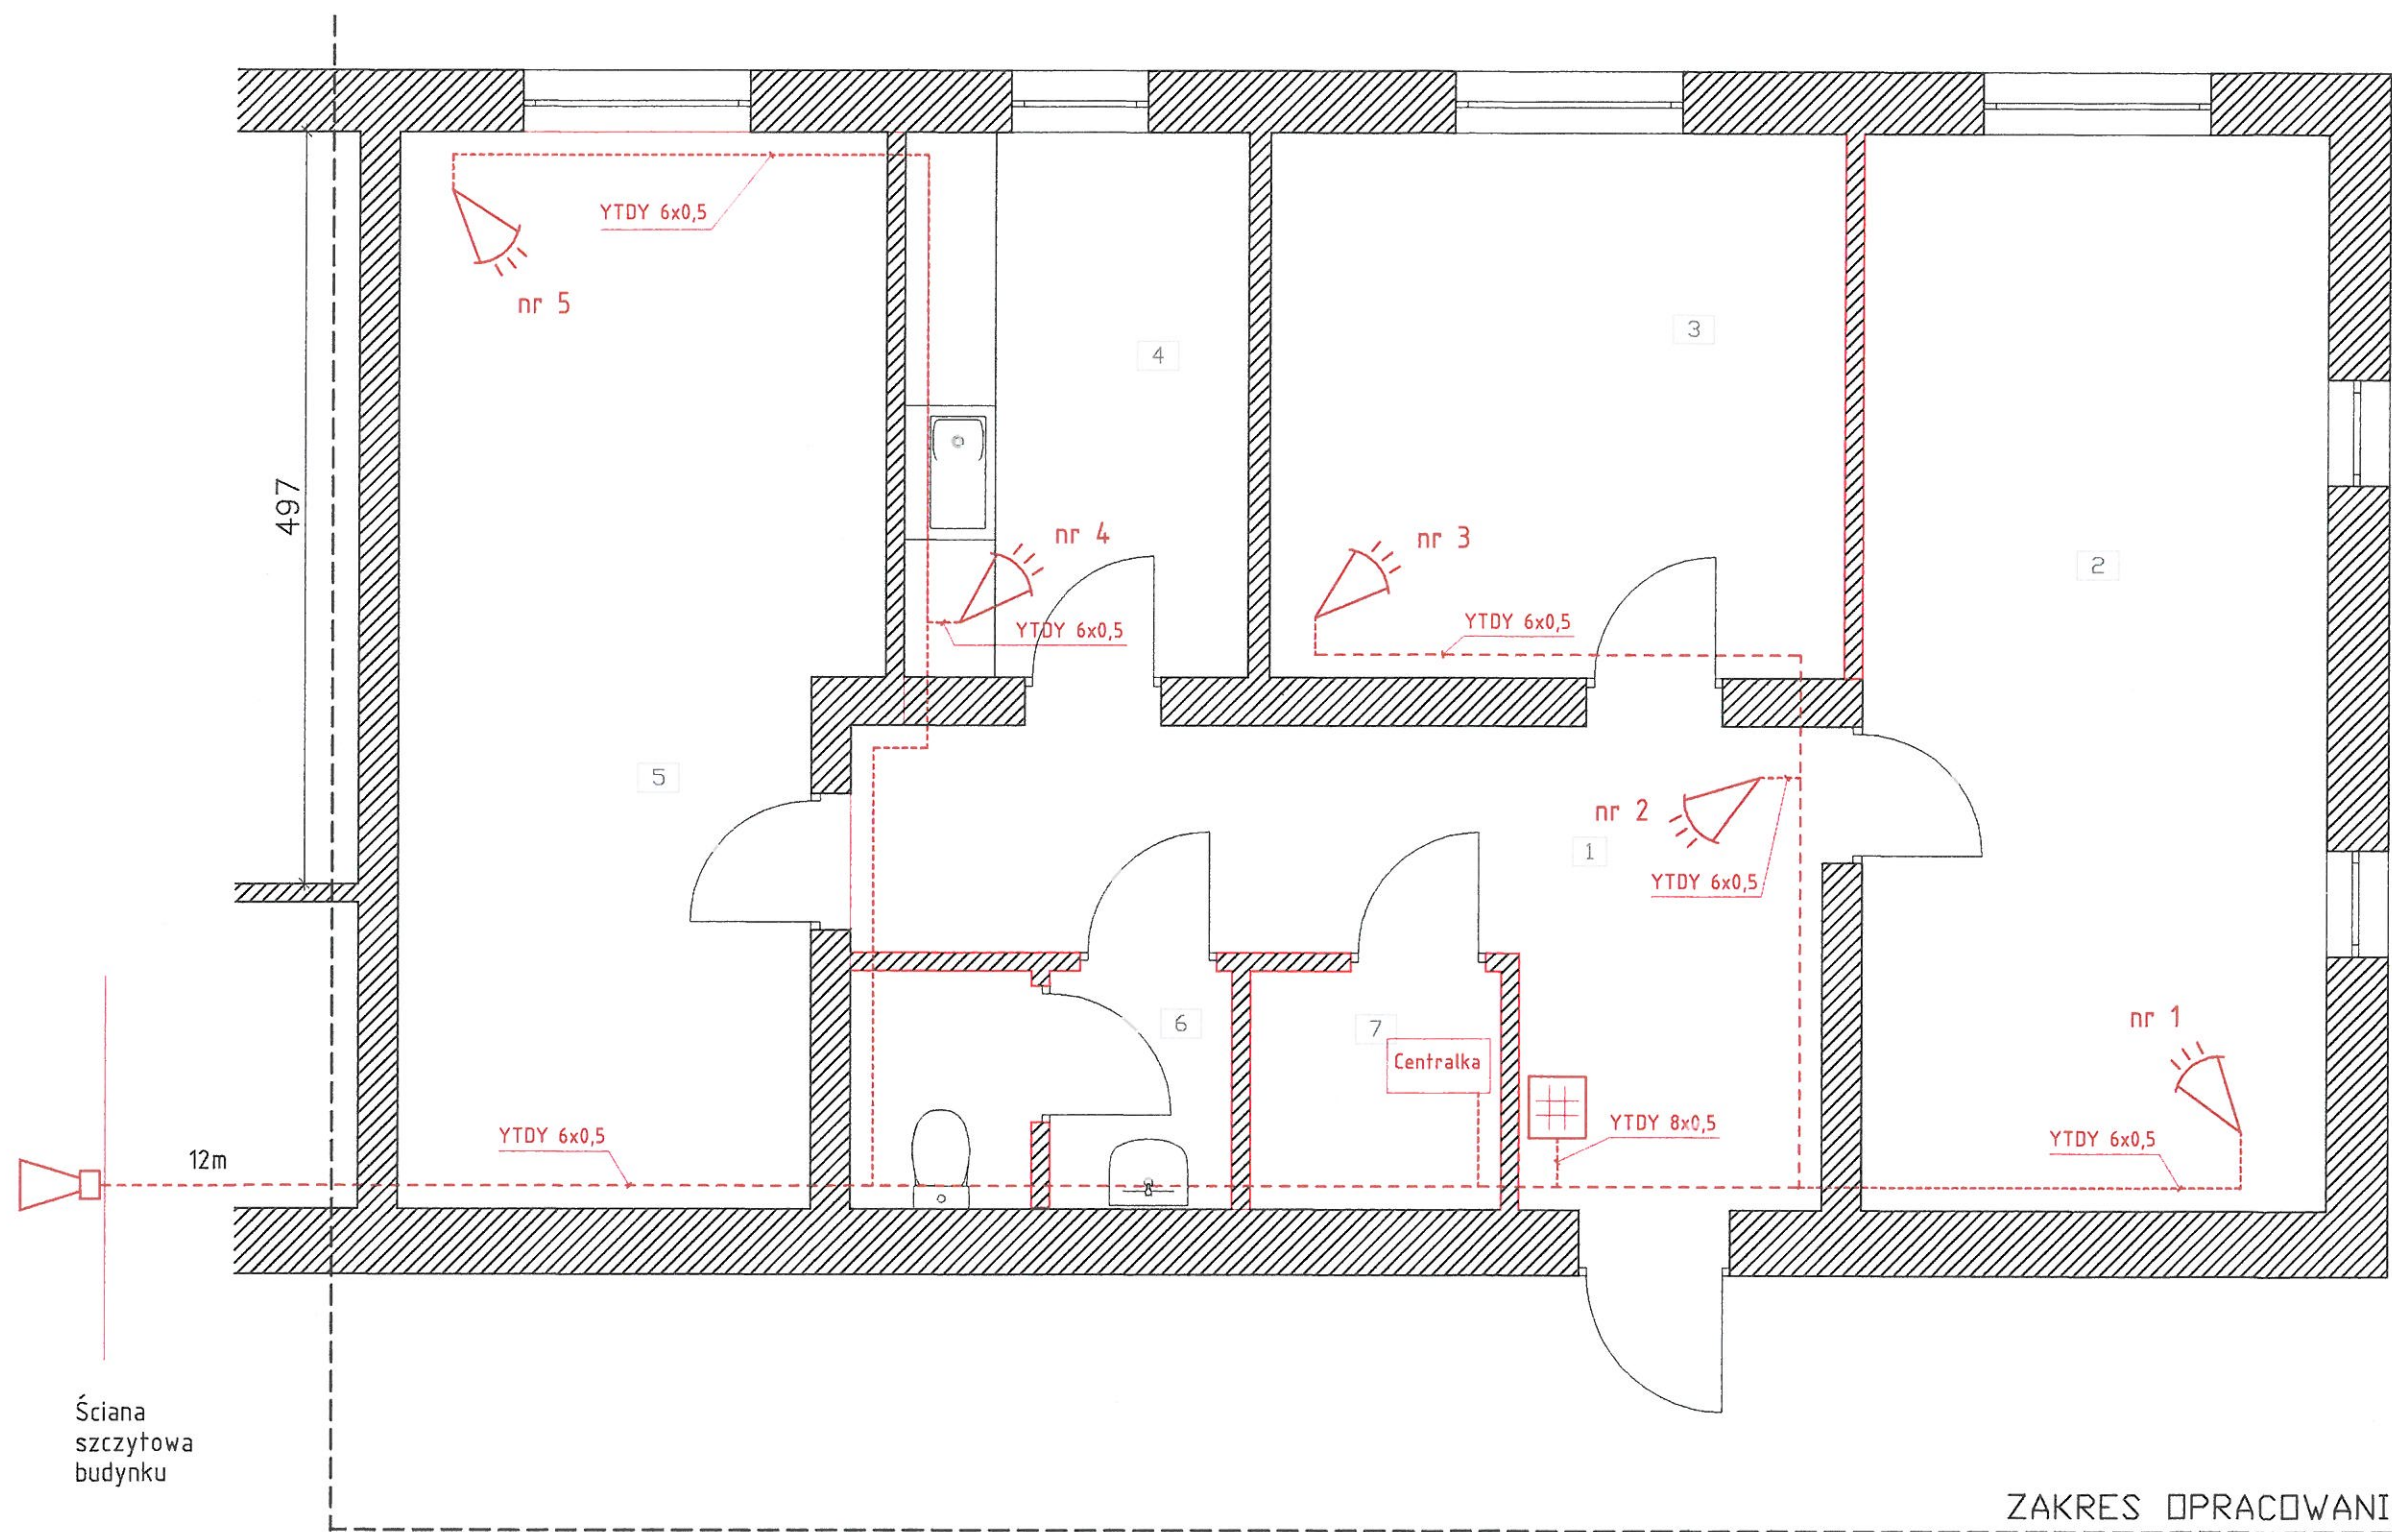 YTDY 6x0,5
nr 5
3
4
497
nr 4
nr 3
2
YTDY 6x0,5
YTDY 6x0,5
5
nr 2
1
YTDY 6x0,5
6
7
nr 1
Centralka
YTDY 8x0,5
YTDY 6x0,5
YTDY 6x0,5
12m
Ściana
szczytowa
budynku
ZAKRES OPRACOWANI